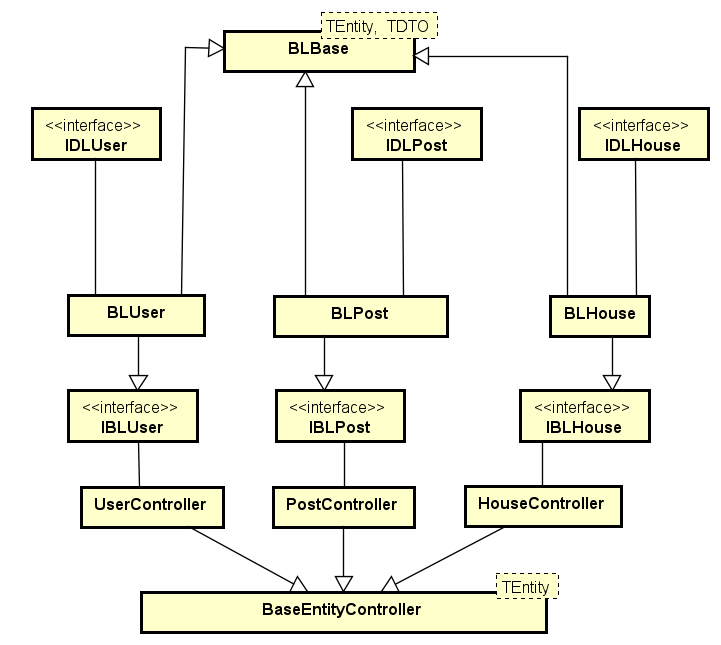 TEntity, TDTO
BLBase
<<interface>>
IDLUser
<<interface>>
IDLPost
<<interface>>
IDLHouse
BLUser
BLPost
BLHouse
<<interface>>
IBLUser
<<interface>>
IBLPost
<<interface>>
IBLHouse
UserController
PostController
HouseController
TEntity
BaseEntityController